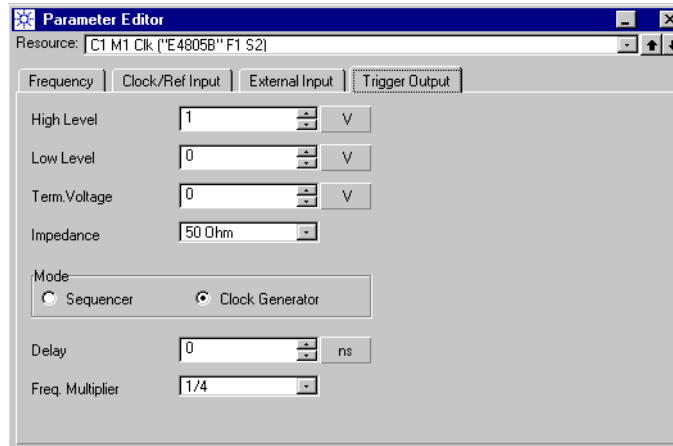 Parameter Editor
Resource: C1 M1 Clk ("E4805B" F1 S2)
Frequency Clock/Ref Input External Input Trigger Output
High Level 1 V
Low Level 0 V
Term.Voltage 0 V
Impedance 50 Ohm
Mode
Sequencer Clock Generator
Delay 0 ns
Freq. Multiplier 1/4